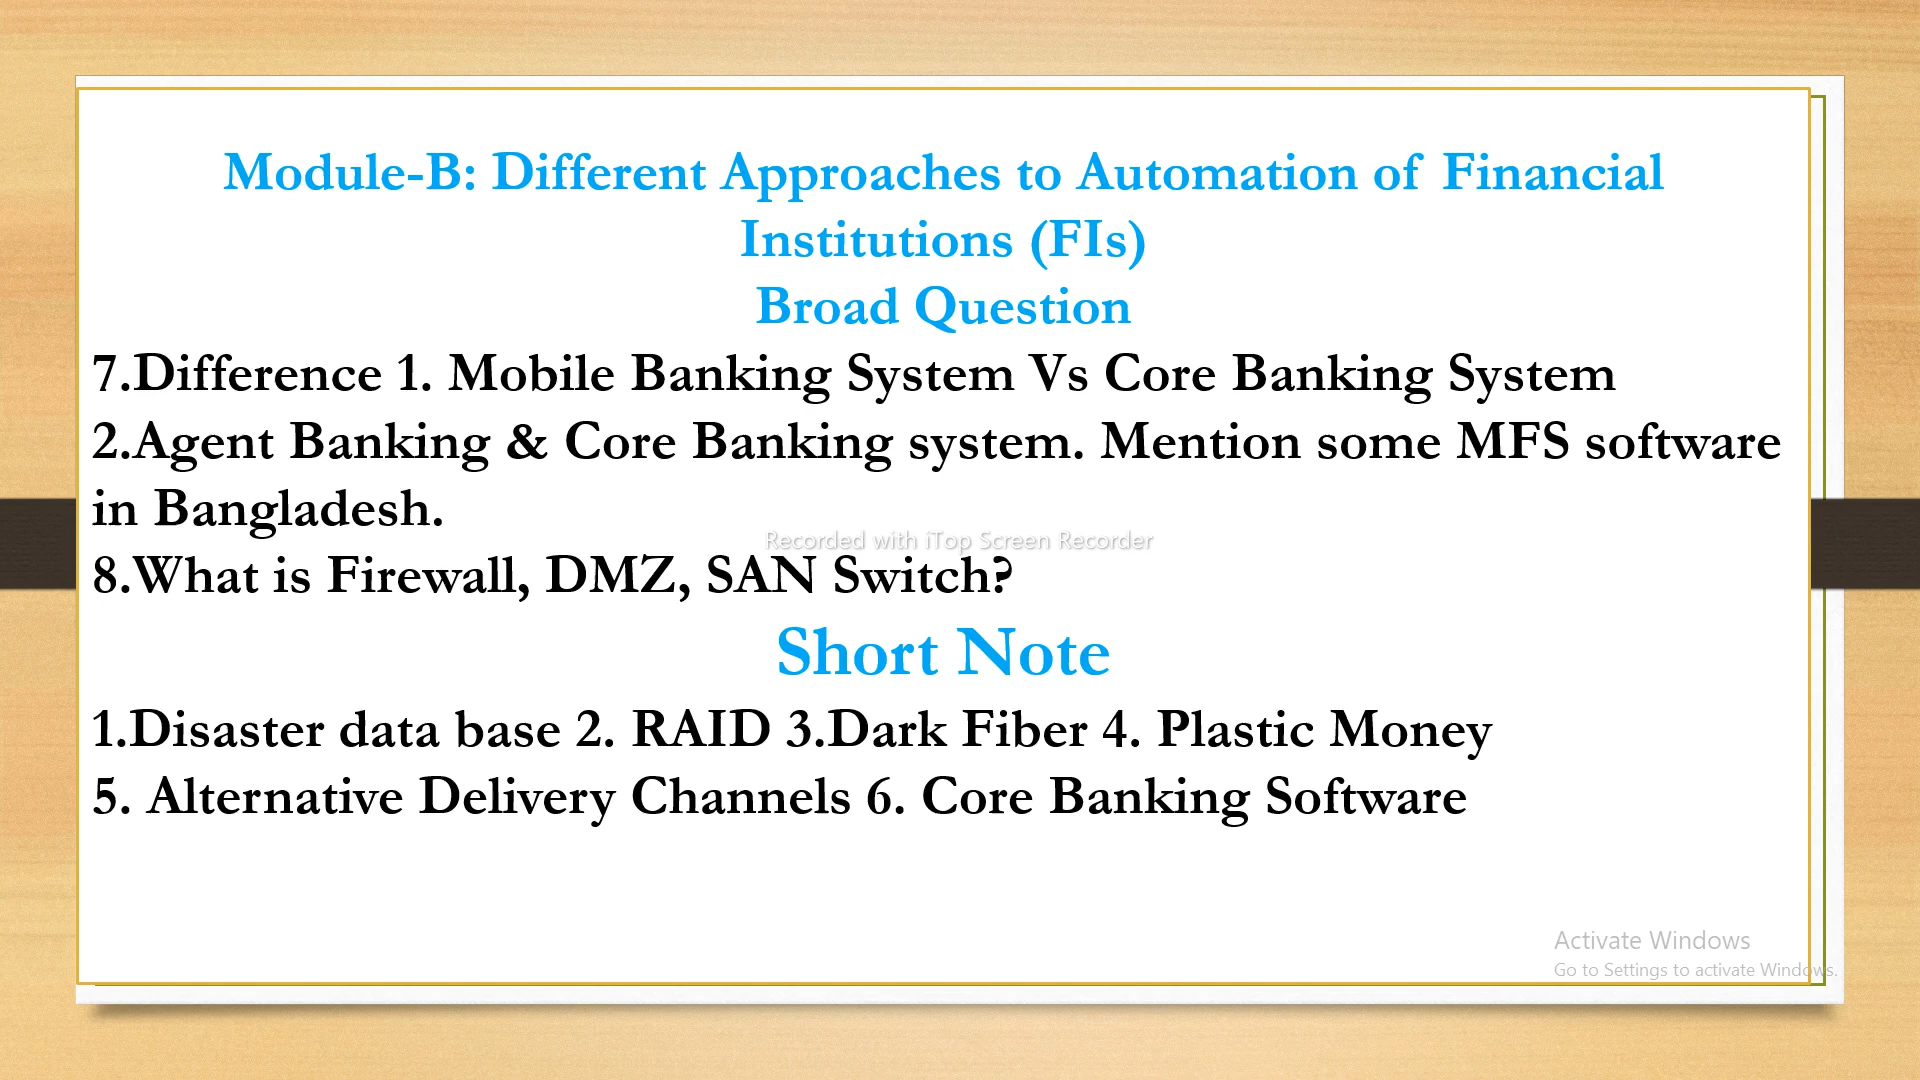 Module-B: Different Approaches to Automation of Financial
Institutions (FIs)
Broad Question
7.Difference 1. Mobile Banking System Vs Core Banking System
2.Agent Banking & Core Banking system. Mention some MFS software
in Bangladesh.
Recorded with iTop Screen Recorder
8.What is Firewall, DMZ, SAN Switch?
Short Note
1.Disaster data base 2. RAID 3.Dark Fiber 4. Plastic Money
5. Alternative Delivery Channels 6. Core Banking Software
Activate Windows
Go to Settings to activate Windows.